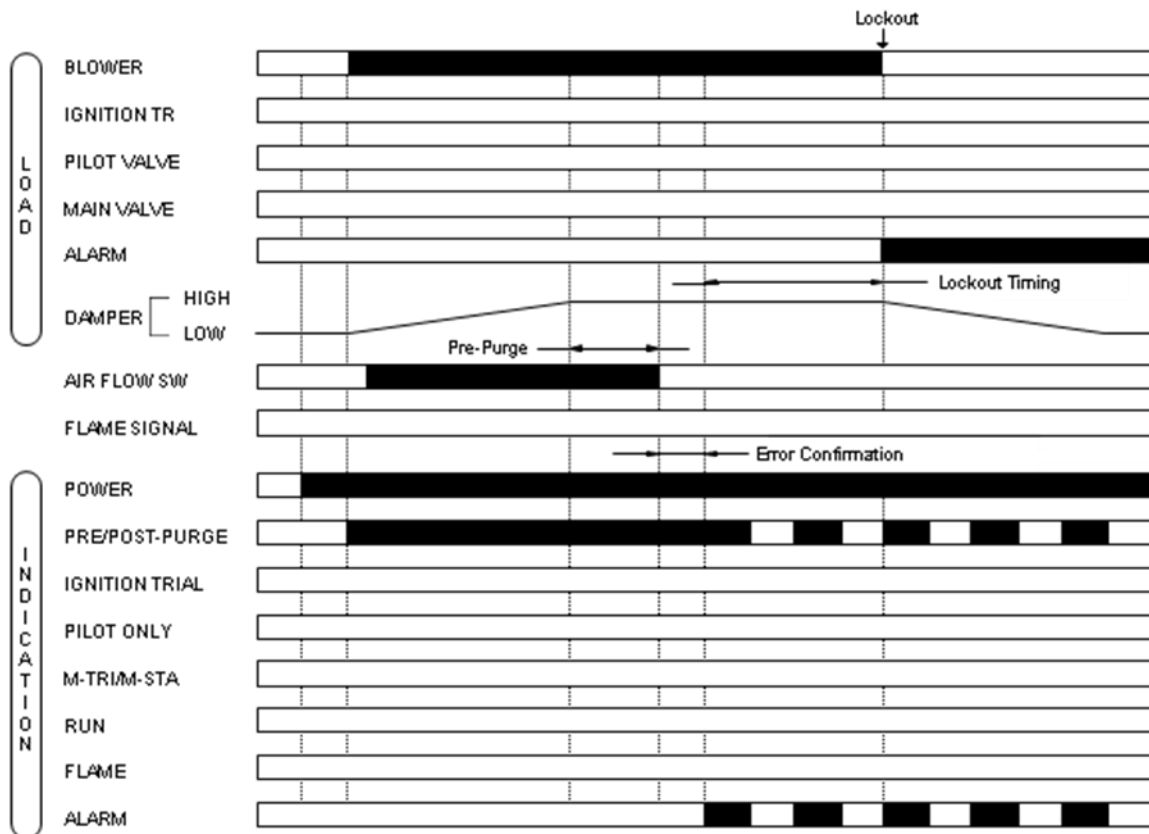 Lockout
LOAD
BLOWER
IGNITION TR
PILOT VALVE
MAIN VALVE
ALARM
Lockout Timing
DAMPER
HIGH
LOW
Pre-Purge
AIR FLOW SW
FLAME SIGNAL
Error Confirmation
INDICATION
POWER
PRE/POST-PURGE
IGNITION TRIAL
PILOT ONLY
M-TRI/M-STA
RUN
FLAME
ALARM